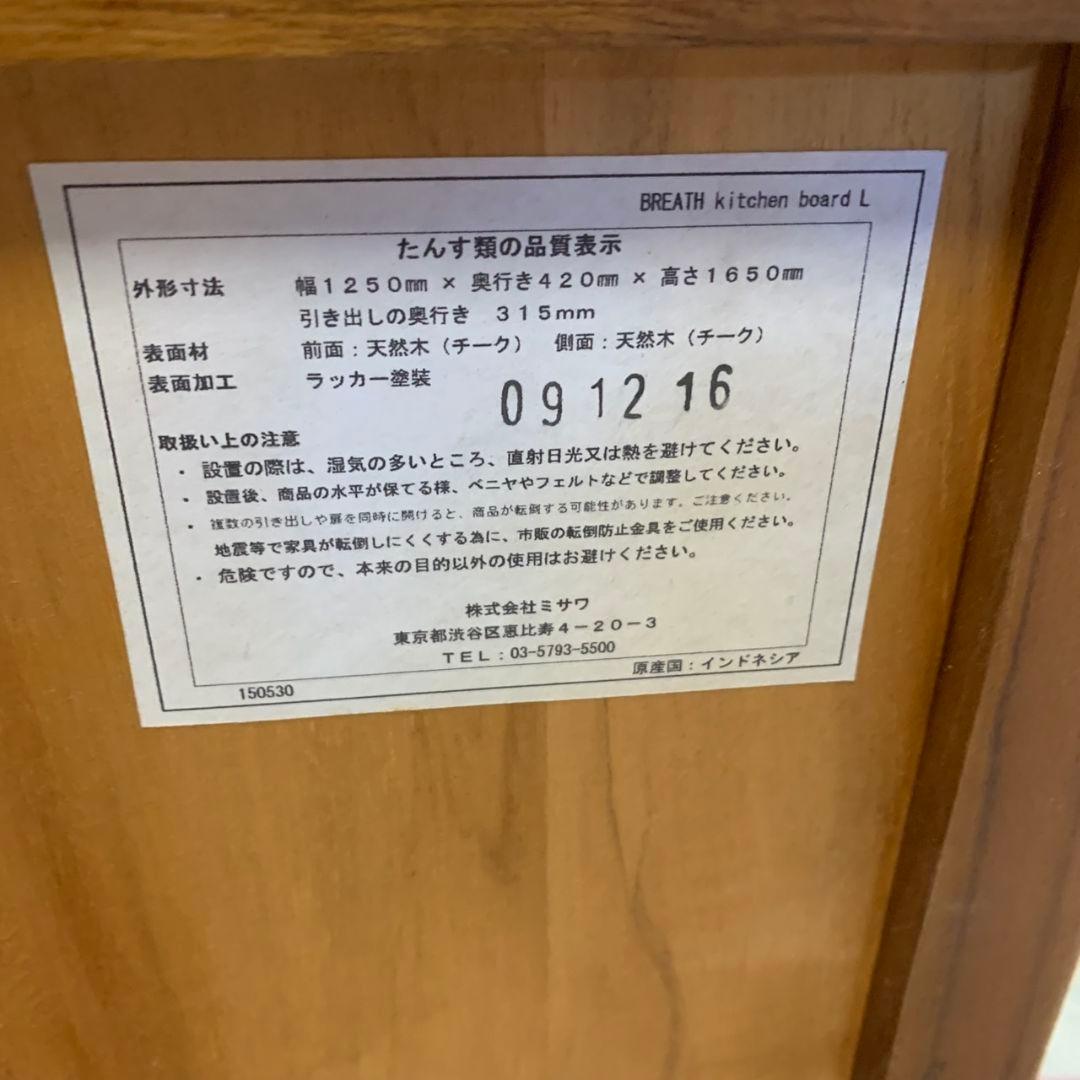 BREATH kitchen board L
たんす類の品質表示
外形寸法 幅1250㎜ × 奥行き420㎜ × 高さ1650㎜
引き出しの奥行き 315mm
表面材 前面：天然木（チーク） 側面：天然木（チーク）
表面加工 ラッカー塗装
09 12 16
取扱い上の注意
・ 設置の際は、湿気の多いところ、直射日光又は熱を避けてください。
・ 設置後、商品の水平が保てる様、ベニヤやフェルトなどで調整してください。
・ 複数の引き出しや扉を同時に開けると、商品が転倒する可能性があります。ご注意ください。
地震等で家具が転倒しにくくする為に、市販の転倒防止金具をご使用ください。
・ 危険ですので、本来の目的以外の使用はお避けください。
株式会社ミサワ
東京都渋谷区恵比寿4－20－3
TEL：03-5793-5500
原産国：インドネシア
150530